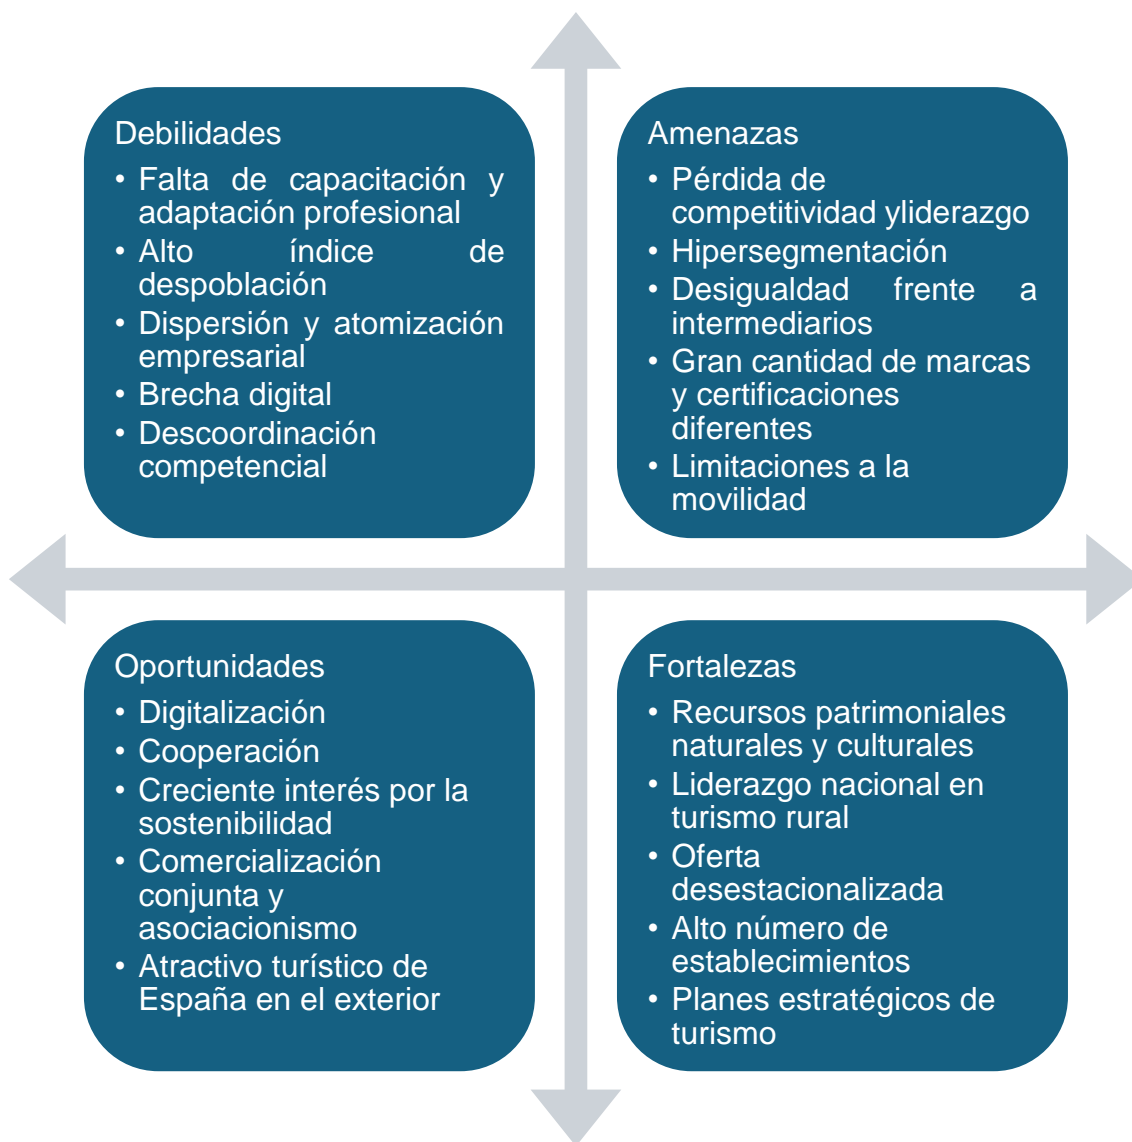 Debilidades
• Falta de capacitación y
adaptación profesional
• Alto índice de
despoblación
• Dispersión y atomización
empresarial
• Brecha digital
• Descoordinación
competencial
Amenazas
• Pérdida de
competitividad yliderazgo
• Hipersegmentación
• Desigualdad frente a
intermediarios
• Gran cantidad de marcas
y certificaciones
diferentes
• Limitaciones a la
movilidad
Oportunidades
• Digitalización
• Cooperación
• Creciente interés por la
sostenibilidad
• Comercialización
conjunta y
asociacionismo
• Atractivo turístico de
España en el exterior
Fortalezas
• Recursos patrimoniales
naturales y culturales
• Liderazgo nacional en
turismo rural
• Oferta
desestacionalizada
• Alto número de
establecimientos
• Planes estratégicos de
turismo